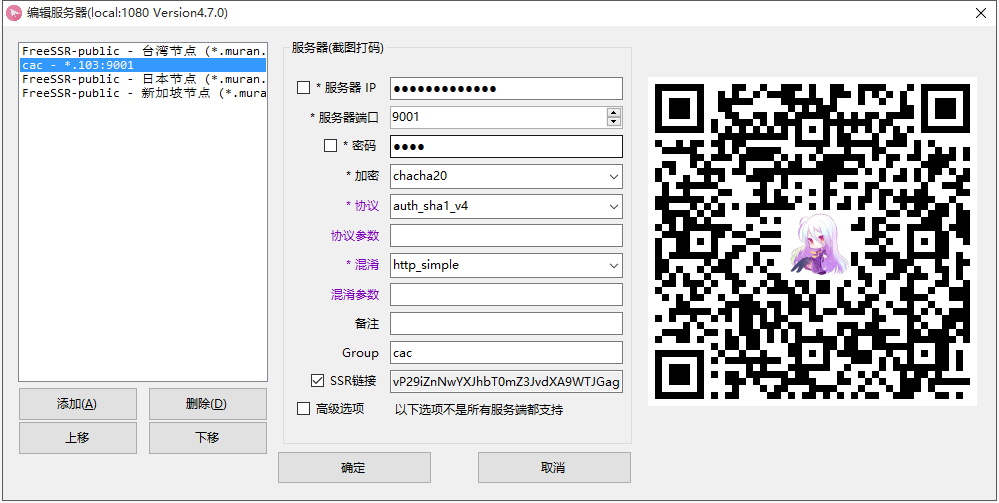 编辑服务器(local:1080 Version4.7.0)
FreeSSR-public - 台湾节点 (*.muran.
cac - *.103:9001
FreeSSR-public - 日本节点 (*.muran.
FreeSSR-public - 新加坡节点 (*.mura
添加(A)
删除(D)
上移
下移
服务器(截图打码)
* 服务器 IP
●●●●●●●●●●●●●
* 服务器端口
9001
* 密码
●●●●
* 加密
chacha20
* 协议
auth_sha1_v4
协议参数
* 混淆
http_simple
混淆参数
备注
Group
cac
SSR链接
vP29iZnNwYXJhbT0mZ3JvdXA9WTJGag
高级选项
以下选项不是所有服务端都支持
确定
取消